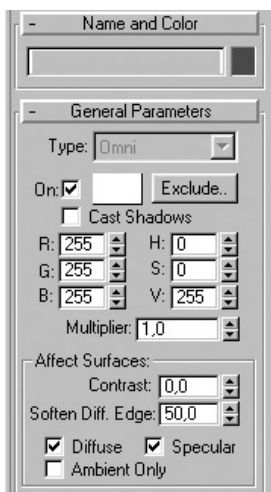 - Name and Color
- General Parameters
Type: Omni
On: Exclude..
Cast Shadows
R: 255 H: 0
G: 255 S: 0
B: 255 V: 255
Multiplier: 1,0
Affect Surfaces:
Contrast: 0,0
Soften Diff. Edge: 50,0
Diffuse Specular
Ambient Only